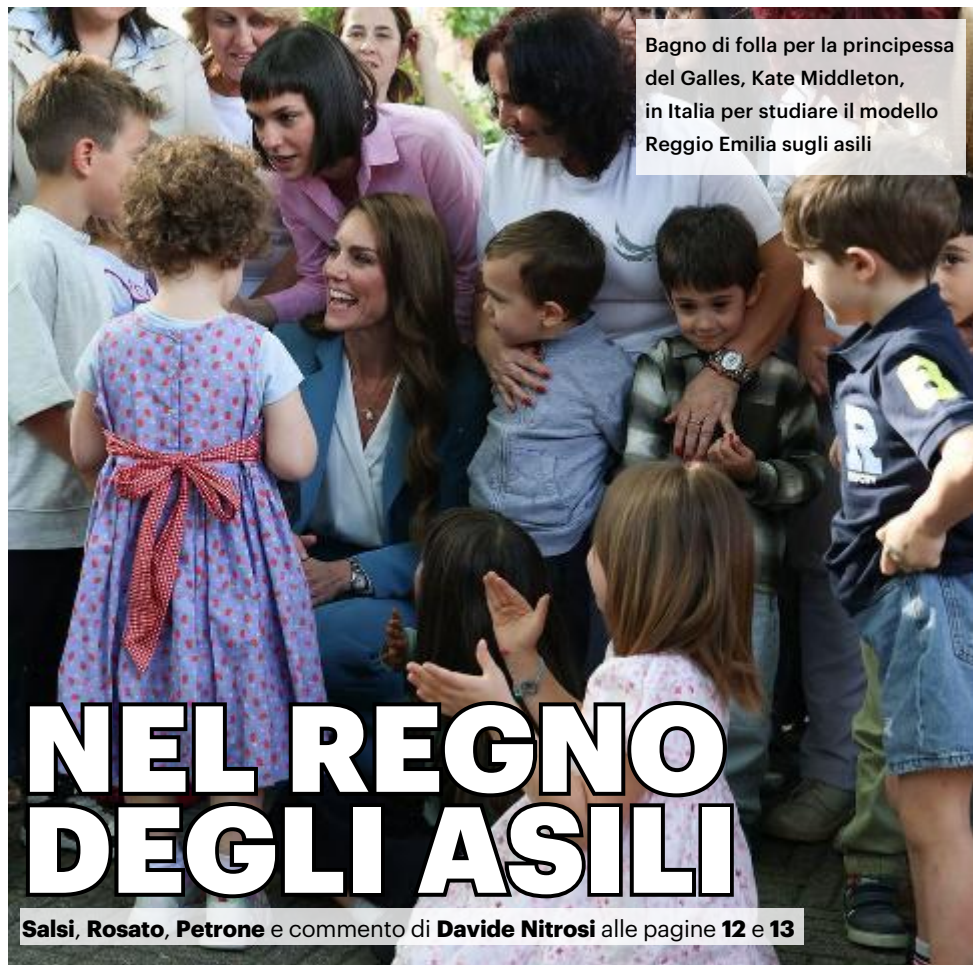 Bagno di folla per la principessa
del Galles, Kate Middleton,
in Italia per studiare il modello
Reggio Emilia sugli asili
B
R
NEL REGNO
DEGLI ASILI
Salsi, Rosato, Petrone e commento di Davide Nitrosi alle pagine 12 e 13